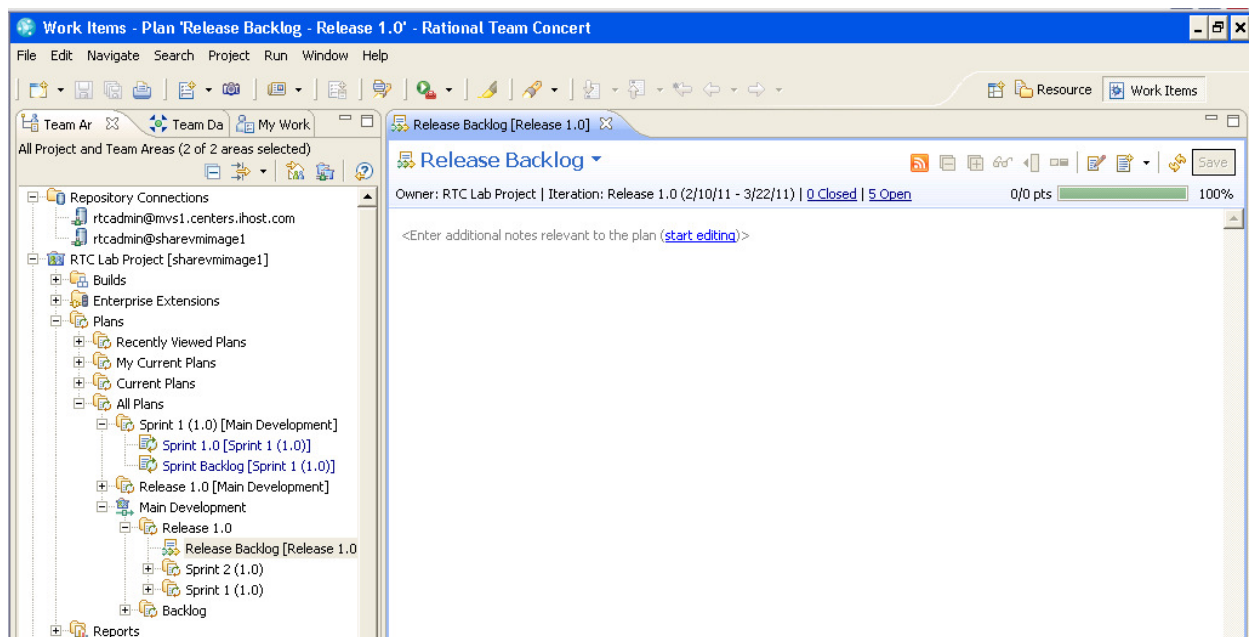 Work Items - Plan 'Release Backlog - Release 1.0' - Rational Team Concert
File Edit Navigate Search Project Run Window Help
Resource Work Items
Team Ar Team Da My Work
All Project and Team Areas (2 of 2 areas selected)
Repository Connections
rtcadmin@mvs1.centers.ihost.com
rtcadmin@sharevmimage1
RTC Lab Project [sharevmimage1]
Builds
Enterprise Extensions
Plans
Recently Viewed Plans
My Current Plans
Current Plans
All Plans
Sprint 1 (1.0) [Main Development]
Sprint 1.0 [Sprint 1 (1.0)]
Sprint Backlog [Sprint 1 (1.0)]
Release 1.0 [Main Development]
Main Development
Release 1.0
Release Backlog [Release 1.0
Sprint 2 (1.0)
Sprint 1 (1.0)
Backlog
Reports
Release Backlog [Release 1.0]
Release Backlog
Save
Owner: RTC Lab Project | Iteration: Release 1.0 (2/10/11 - 3/22/11) | 0 Closed | 5 Open 0/0 pts 100%
<Enter additional notes relevant to the plan (start editing)>